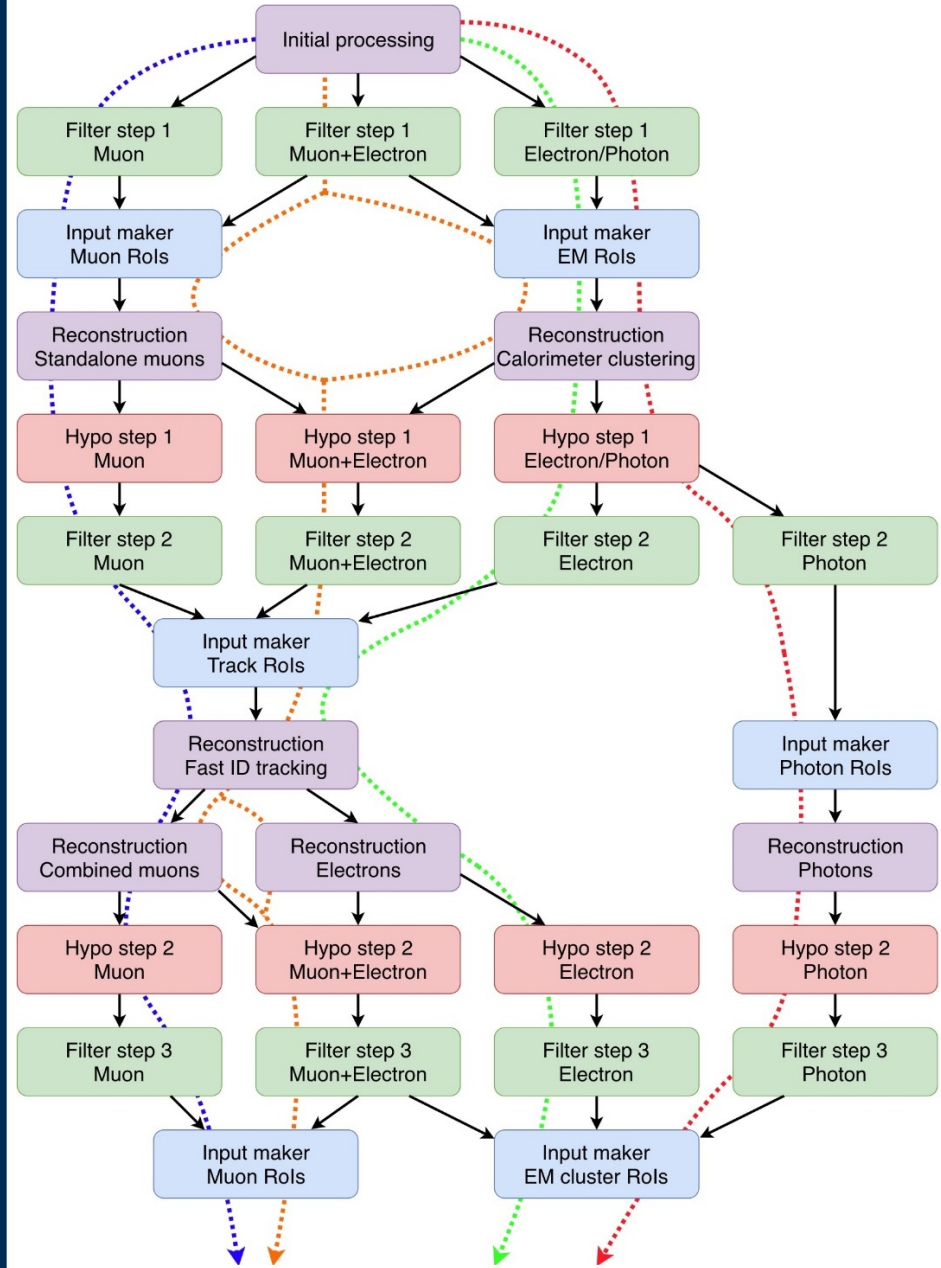 Initial processing
Filter step 1
Muon
Filter step 1
Muon+Electron
Filter step 1
Electron/Photon
Input maker
Muon RoIs
Input maker
EM RoIs
Reconstruction
Standalone muons
Reconstruction
Calorimeter clustering
Hypo step 1
Muon
Hypo step 1
Muon+Electron
Hypo step 1
Electron/Photon
Filter step 2
Muon
Filter step 2
Muon+Electron
Filter step 2
Electron
Filter step 2
Photon
Input maker
Track RoIs
Reconstruction
Fast ID tracking
Input maker
Photon RoIs
Reconstruction
Combined muons
Reconstruction
Electrons
Reconstruction
Photons
Hypo step 2
Muon
Hypo step 2
Muon+Electron
Hypo step 2
Electron
Hypo step 2
Photon
Filter step 3
Muon
Filter step 3
Muon+Electron
Filter step 3
Electron
Filter step 3
Photon
Input maker
Muon RoIs
Input maker
EM cluster RoIs